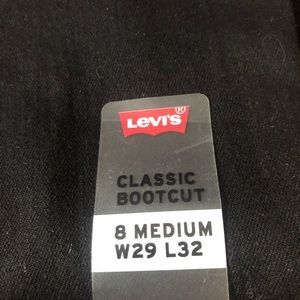 Levi's®
CLASSIC
BOOTCUT
8 MEDIUM
W29 L32